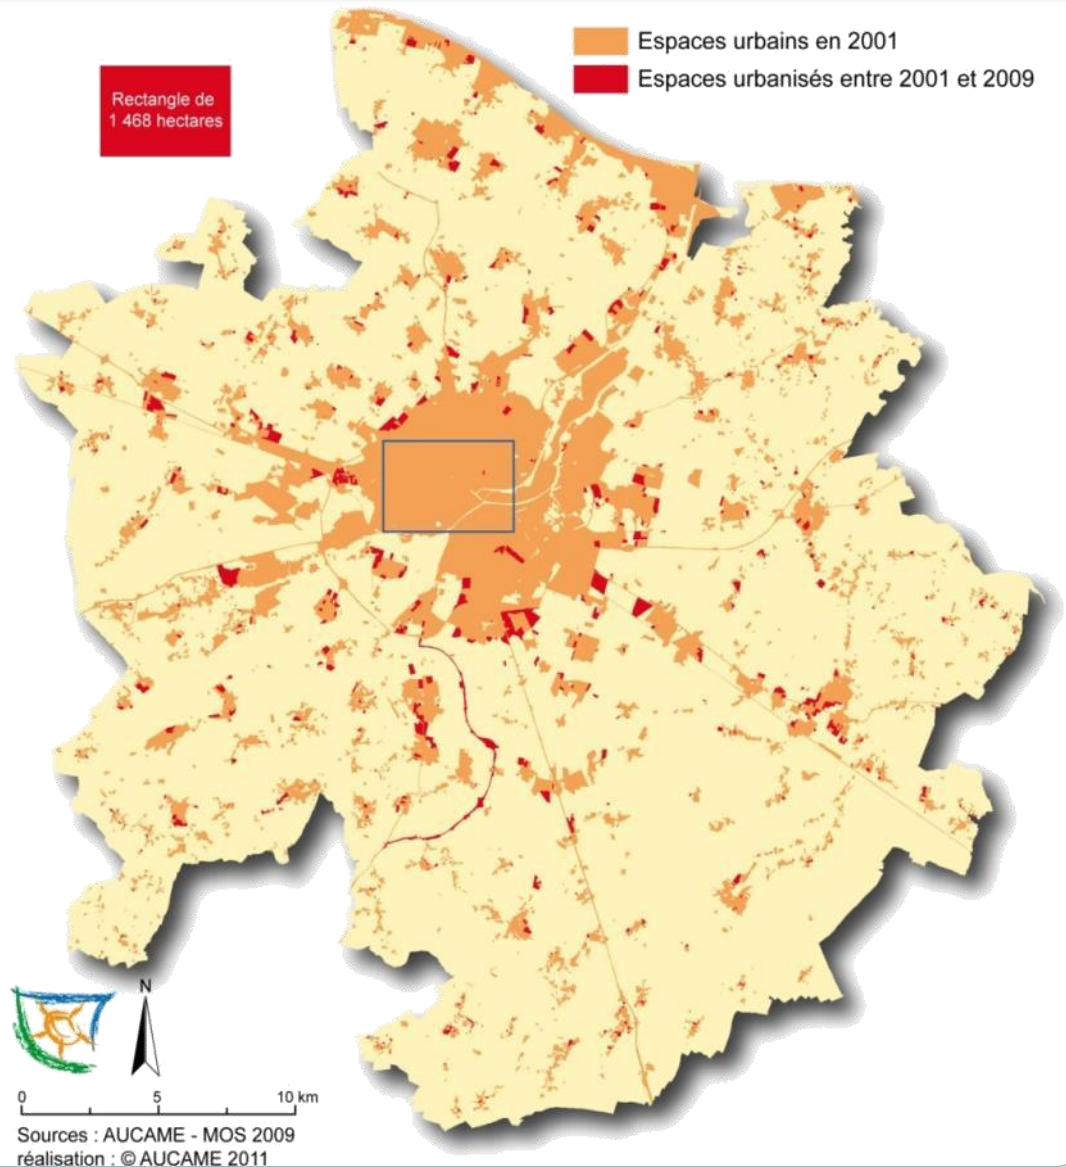 Espaces urbains en 2001
Espaces urbanisés entre 2001 et 2009
Rectangle de
1 468 hectares
N
0 5 10 km
Sources : AUCAME - MOS 2009
réalisation : © AUCAME 2011